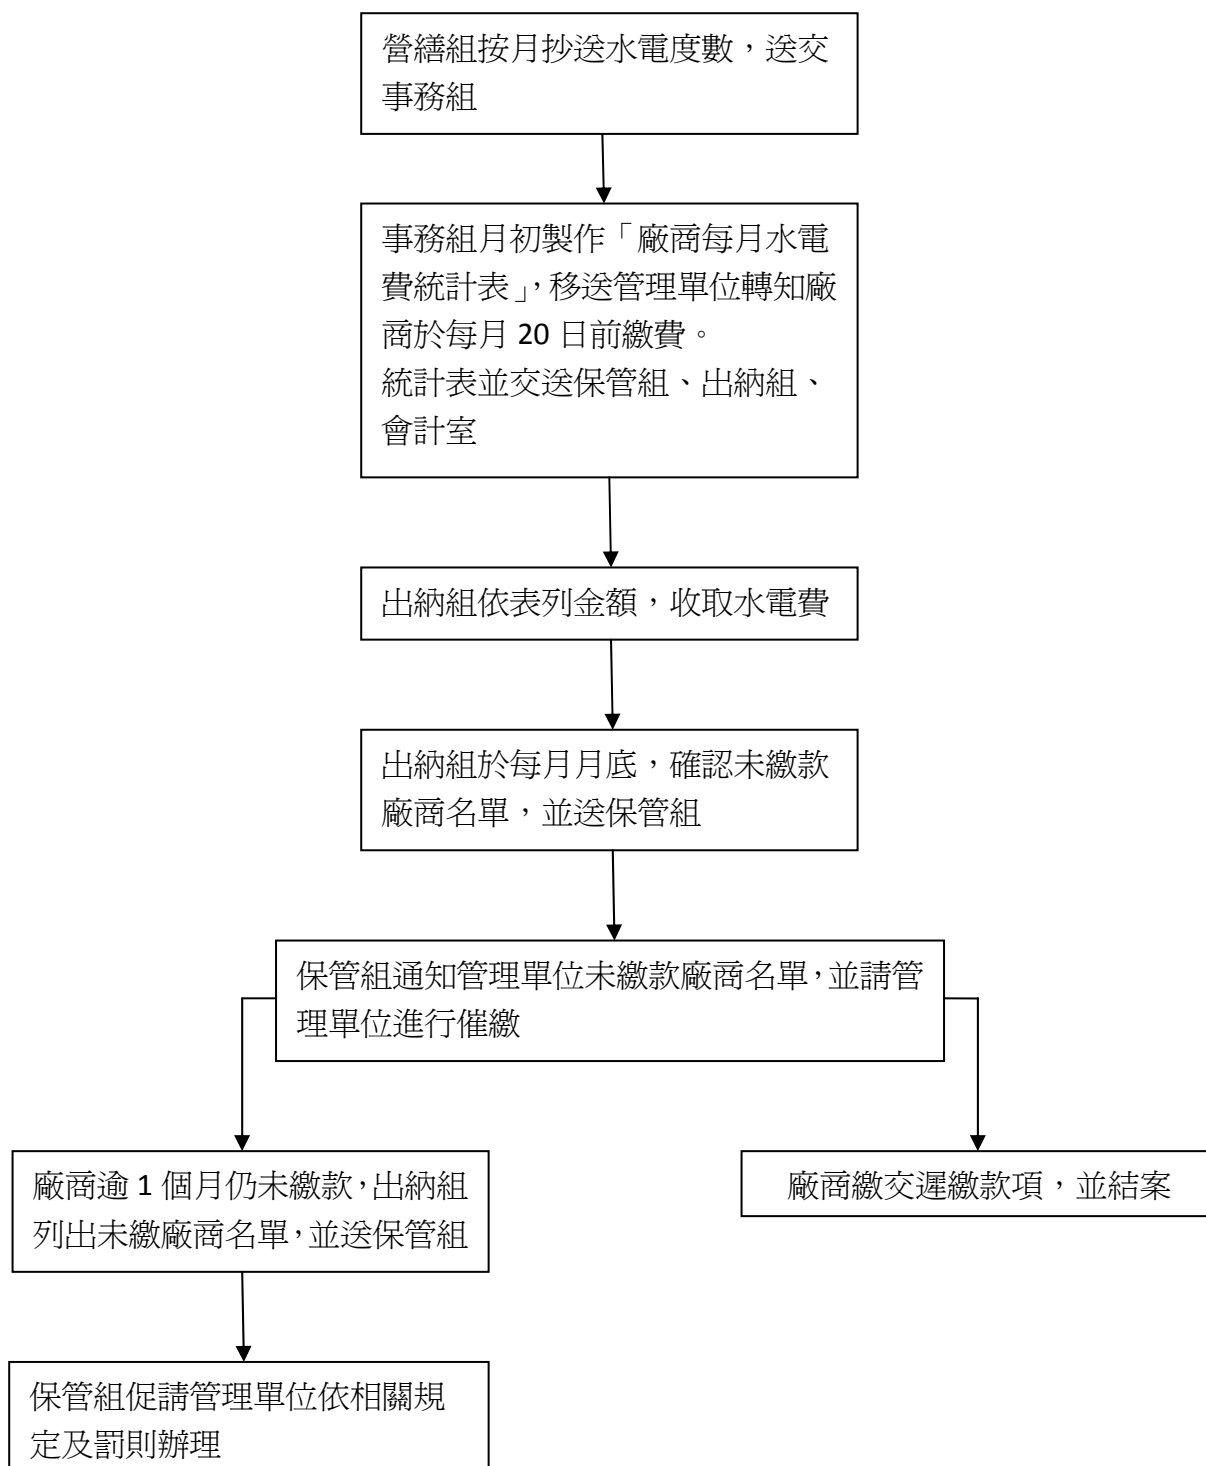 營繕組按月抄送水電度數，送交
事務組
事務組月初製作「廠商每月水電
費統計表」，移送管理單位轉知廠
商於每月 20 日前繳費。
統計表並交送保管組、出納組、
會計室
出納組依表列金額，收取水電費
出納組於每月月底，確認未繳款
廠商名單，並送保管組
保管組通知管理單位未繳款廠商名單，並請管
理單位進行催繳
廠商逾 1 個月仍未繳款，出納組
列出未繳廠商名單，並送保管組
廠商繳交遲繳款項，並結案
保管組促請管理單位依相關規
定及罰則辦理